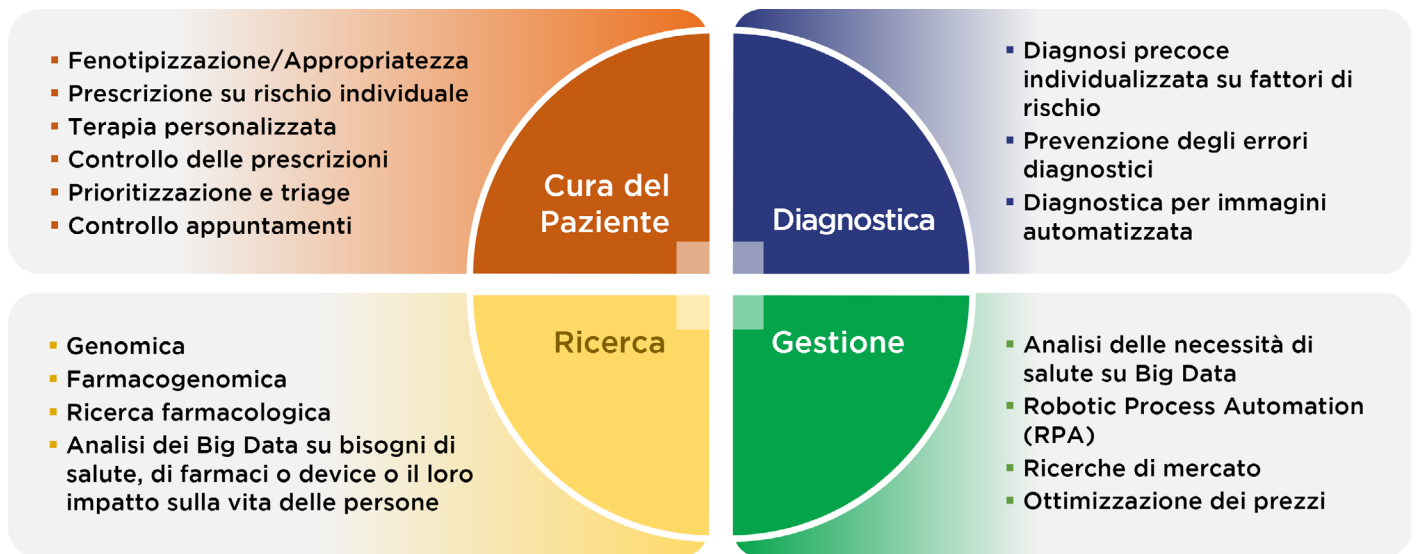 Fenotipizzazione/Appropriatezza
Prescrizione su rischio individuale
Terapia personalizzata
Controllo delle prescrizioni
Prioritizzazione e triage
Controllo appuntamenti
Cura del
Paziente
Diagnostica
Diagnosi precoce
individualizzata su fattori di
rischio
Prevenzione degli errori
diagnostici
Diagnostica per immagini
automatizzata
Genomica
Farmacogenomica
Ricerca farmacologica
Analisi dei Big Data su bisogni di
salute, di farmaci o device o il loro
impatto sulla vita delle persone
Ricerca
Gestione
Analisi delle necessità di
salute su Big Data
Robotic Process Automation
(RPA)
Ricerche di mercato
Ottimizzazione dei prezzi